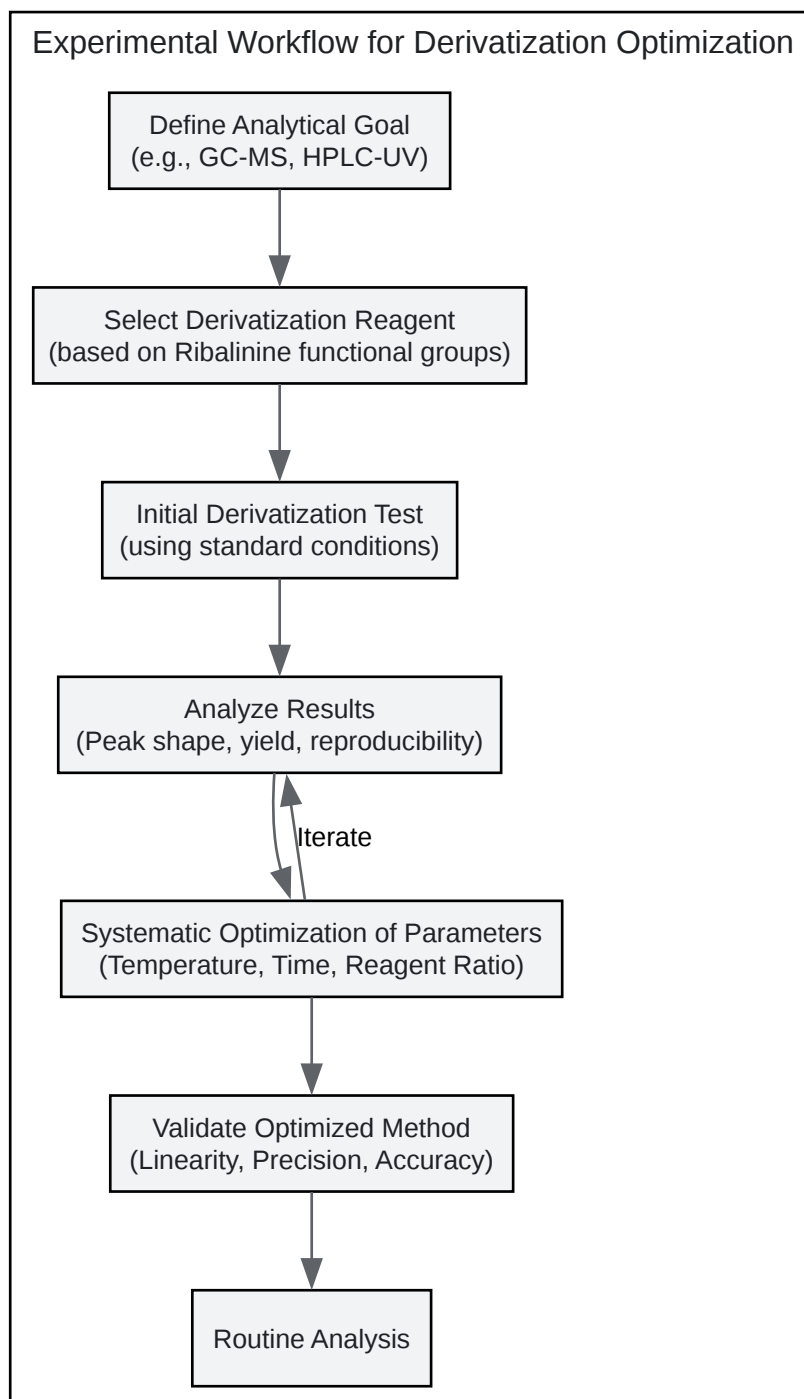 Experimental Workflow for Derivatization Optimization
Define Analytical Goal
(e.g., GC-MS, HPLC-UV)
Select Derivatization Reagent
(based on Ribalinine functional groups)
Initial Derivatization Test
(using standard conditions)
Analyze Results
(Peak shape, yield, reproducibility)
Iterate
Systematic Optimization of Parameters
(Temperature, Time, Reagent Ratio)
Validate Optimized Method
(Linearity, Precision, Accuracy)
Routine Analysis